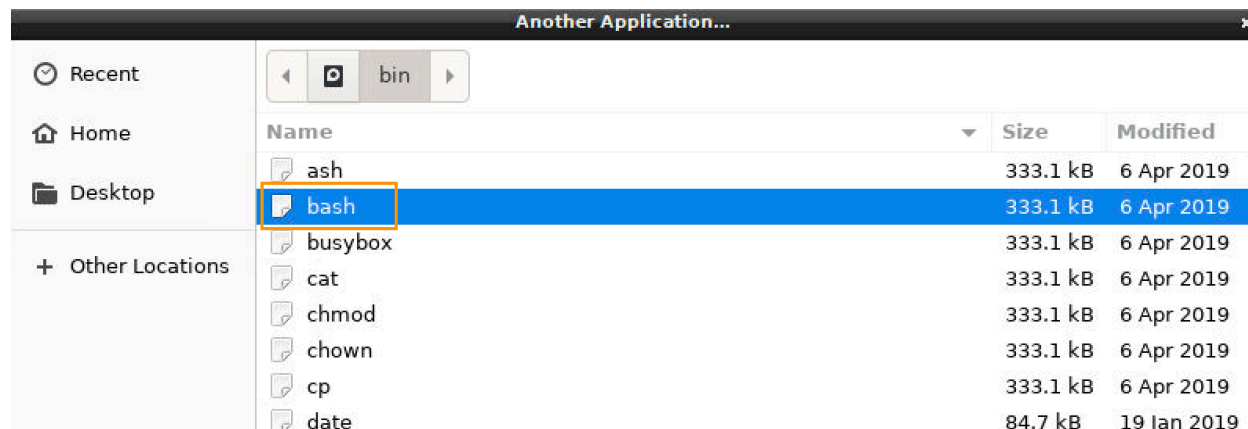 Another Application...
Recent
Home
Desktop
Other Locations
bin
Name Size Modified
ash 333.1 kB 6 Apr 2019
bash 333.1 kB 6 Apr 2019
busybox 333.1 kB 6 Apr 2019
cat 333.1 kB 6 Apr 2019
chmod 333.1 kB 6 Apr 2019
chown 333.1 kB 6 Apr 2019
cp 333.1 kB 6 Apr 2019
date 84.7 kB 19 Jan 2019